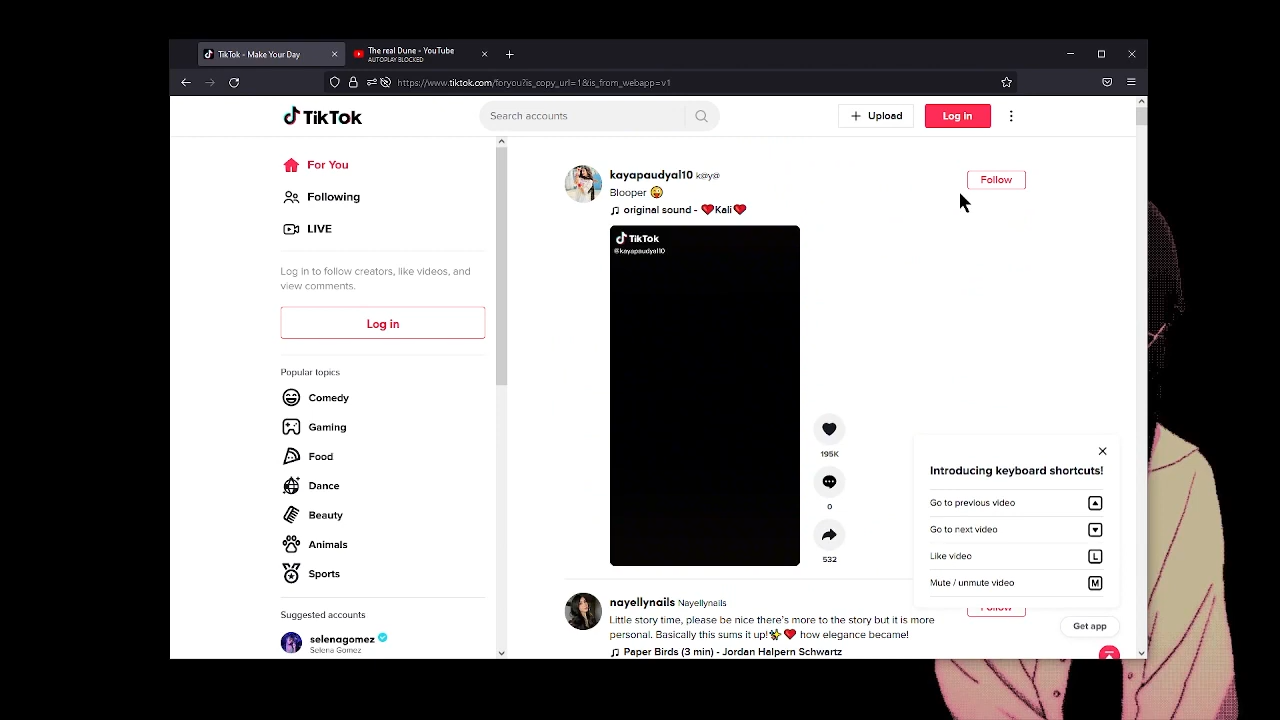 TikTok - Make Your Day
The real Dune - YouTube
AUTOPLAY BLOCKED
https://www.tiktok.com/foryou?is_copy_url=1&is_from_webapp=v1
TikTok
Search accounts
Upload
Log in
For You
Following
LIVE
Log in to follow creators, like videos, and
view comments.
Log in
Popular topics
Comedy
Gaming
Food
Dance
Beauty
Animals
Sports
Suggested accounts
selenagomez
Selena Gomez
kayapaudyal10 k@y@
Blooper 😜
♫ original sound - ❤Kali❤
Follow
TikTok
@kayapaudyal10
195K
0
532
nayellynails Nayellynails
Little story time, please be nice there's more to the story but it is more
personal. Basically this sums it up!✨❤ how elegance became!
♫ Paper Birds (3 min) - Jordan Halpern Schwartz
Follow
Introducing keyboard shortcuts!
Go to previous video
Go to next video
Like video L
Mute / unmute video M
Get app